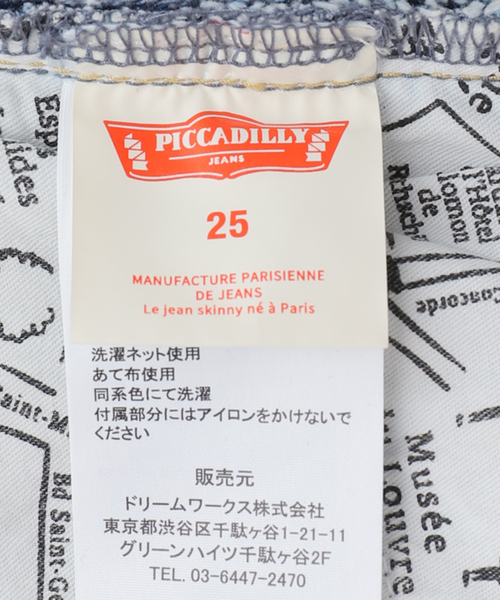 PICCADILLY
JEANS
25
MANUFACTURE PARISIENNE
DE JEANS
Le jean skinny né à Paris
洗濯ネット使用
あて布使用
同系色にて洗濯
付属部分にはアイロンをかけないで
ください
販売元
ドリームワークス株式会社
東京都渋谷区千駄ヶ谷1-21-11
グリーンハイツ千駄ヶ谷2F
TEL. 03-6447-2470
Musée
Louvre
Concorde
de